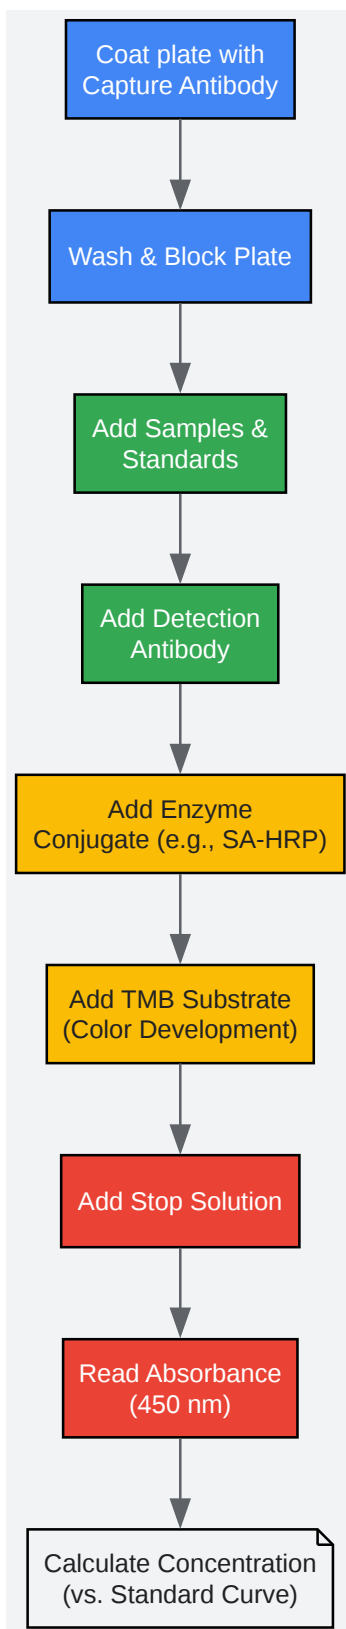 Coat plate with
Capture Antibody
Wash & Block Plate
Add Samples &
Standards
Add Detection
Antibody
Add Enzyme
Conjugate (e.g., SA-HRP)
Add TMB Substrate
(Color Development)
Add Stop Solution
Read Absorbance
(450 nm)
Calculate Concentration
(vs. Standard Curve)